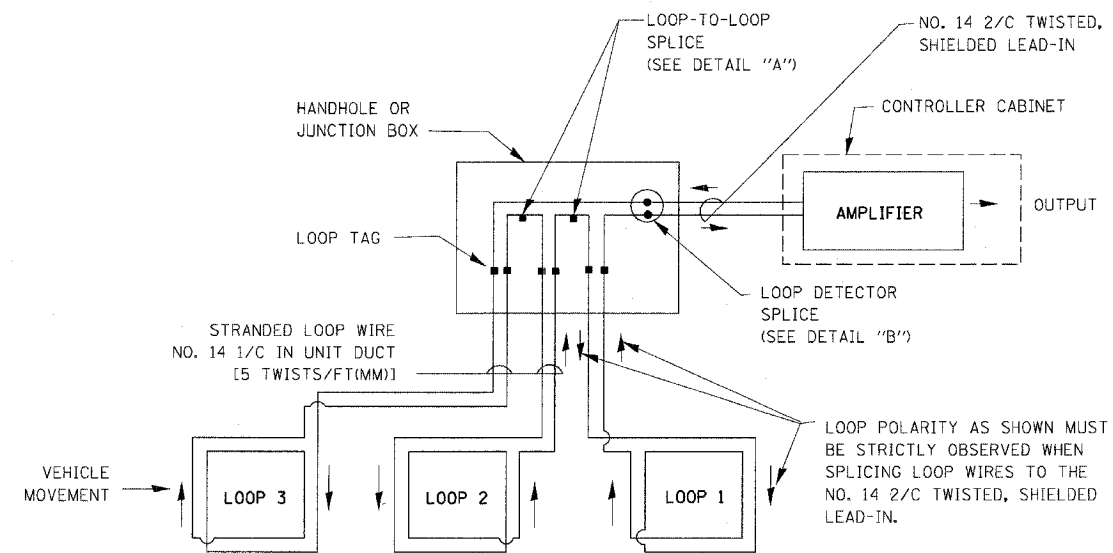 LOOP-TO-LOOP
SPLICE
(SEE DETAIL "A")
NO. 14 2/C TWISTED,
SHIELDED LEAD-IN
HANDHOLE OR
JUNCTION BOX
CONTROLLER CABINET
AMPLIFIER
OUTPUT
LOOP TAG
LOOP DETECTOR
SPLICE
(SEE DETAIL "B")
STRANDED LOOP WIRE
NO. 14 1/C IN UNIT DUCT
[5 TWISTS/FT(MM)]
LOOP POLARITY AS SHOWN MUST
BE STRICTLY OBSERVED WHEN
SPLICING LOOP WIRES TO THE
NO. 14 2/C TWISTED, SHIELDED
LEAD-IN.
VEHICLE
MOVEMENT
LOOP 3
LOOP 2
LOOP 1